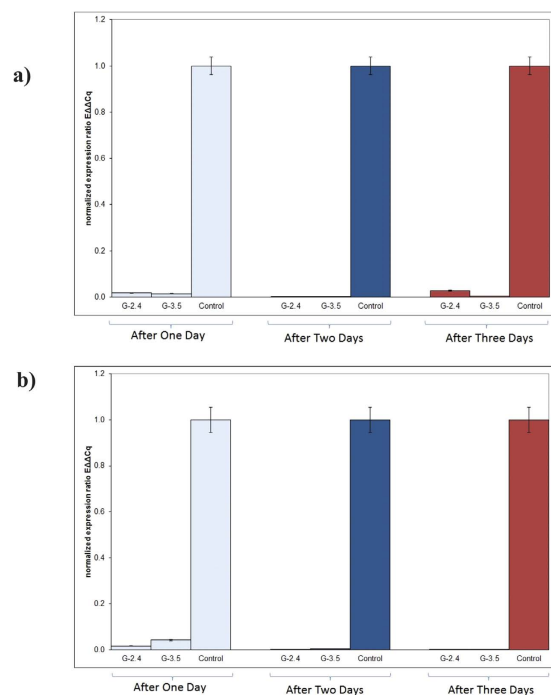 a)
normalized expression ratio EΔΔCq
1.2
1.0
0.8
0.6
0.4
0.2
0.0
G-2.4 G-3.5 Control G-2.4 G-3.5 Control G-2.4 G-3.5 Control
After One Day After Two Days After Three Days
b)
normalized expression ratio EΔΔCq
1.2
1.0
0.8
0.6
0.4
0.2
0.0
G-2.4 G-3.5 Control G-2.4 G-3.5 Control G-2.4 G-3.5 Control
After One Day After Two Days After Three Days